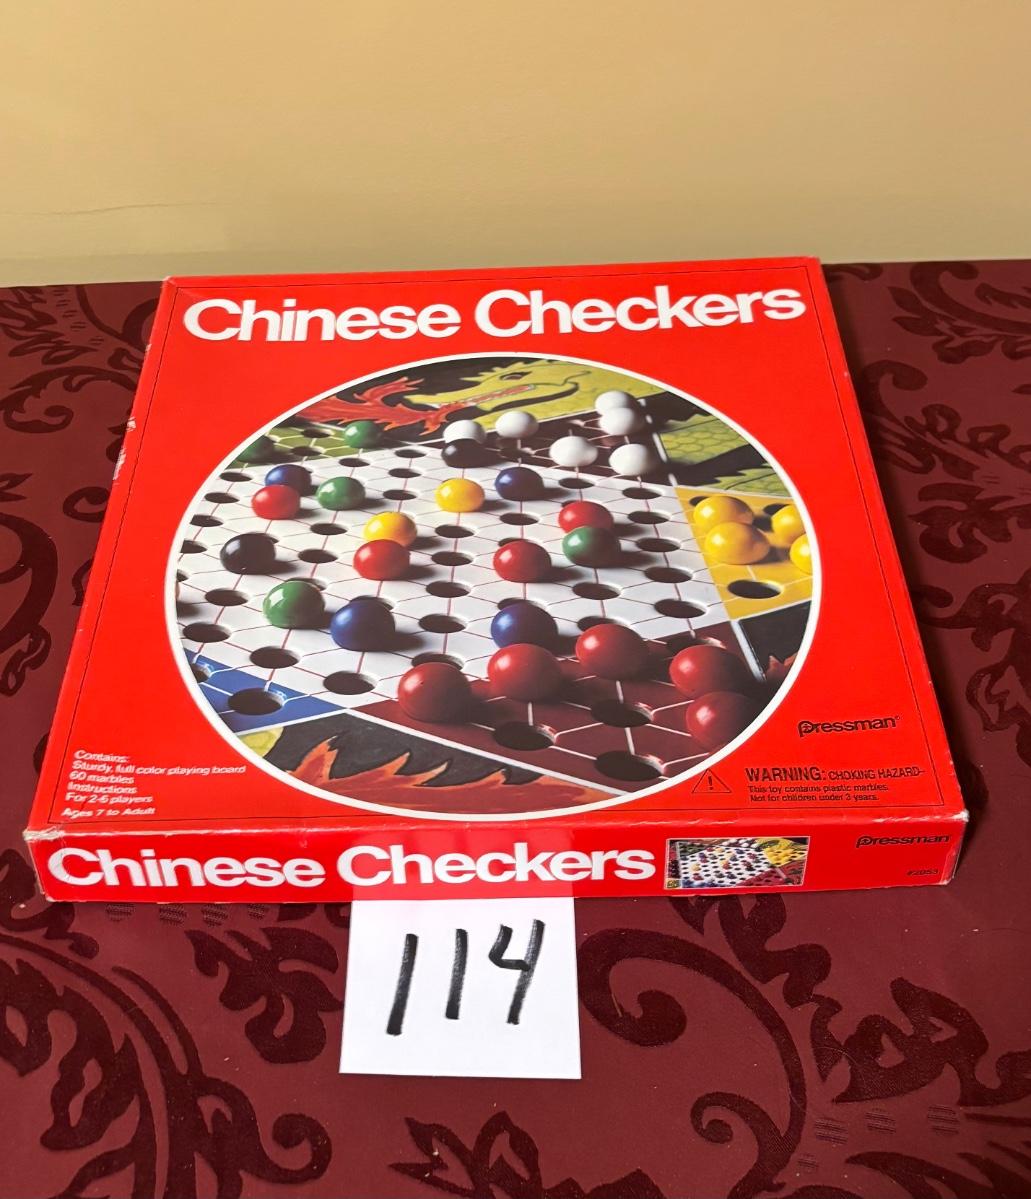 Chinese Checkers
Pressman®
Contains:
Sturdy, full color playing board
60 marbles
Instructions
For 2-6 players
Ages 7 to Adult
WARNING: CHOKING HAZARD–
This toy contains plastic marbles.
Not for children under 3 years.
Chinese Checkers
Pressman
#2053
114